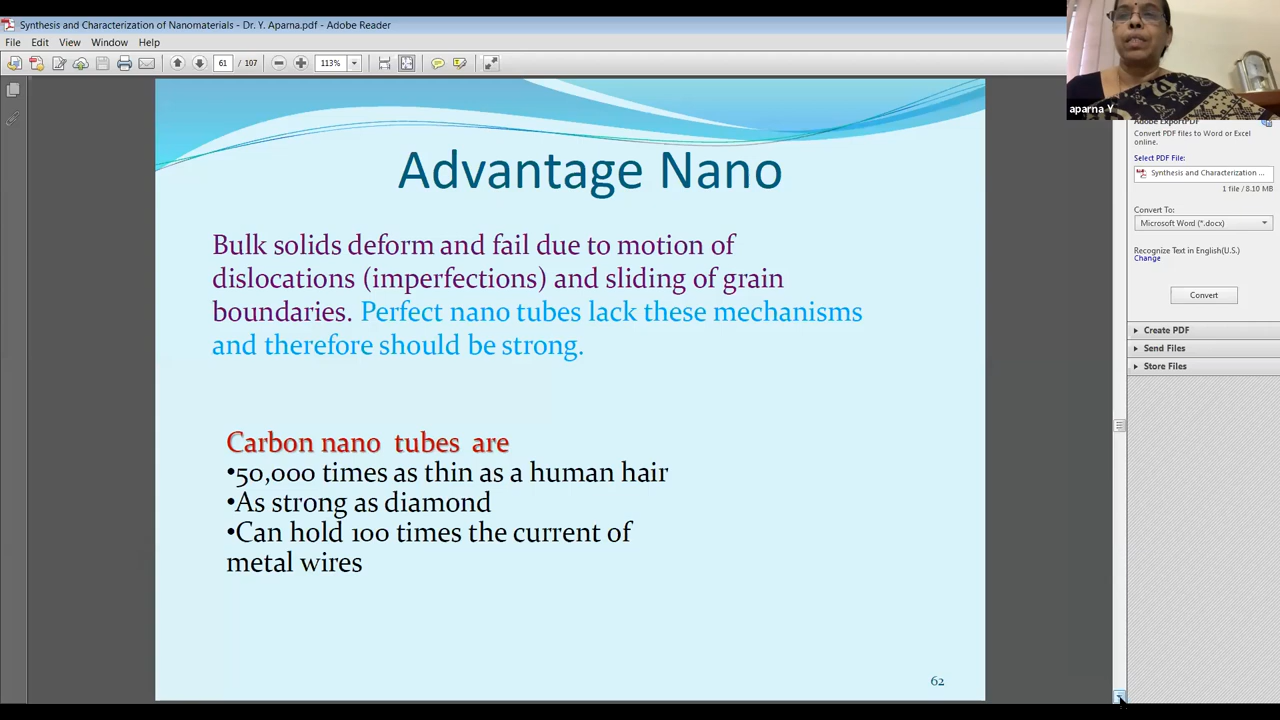 Synthesis and Characterization of Nanomaterials - Dr. Y. Aparna.pdf - Adobe Reader
File Edit View Window Help
61 / 107 113%
aparna Y
Adobe ExportPDF
Convert PDF files to Word or Excel
online.
Select PDF File:
Synthesis and Characterization ...
1 file / 8.10 MB
Convert To:
Microsoft Word (*.docx)
Recognize Text in English(U.S.)
Change
Convert
Create PDF
Send Files
Store Files
Advantage Nano
Bulk solids deform and fail due to motion of
dislocations (imperfections) and sliding of grain
boundaries. Perfect nano tubes lack these mechanisms
and therefore should be strong.
Carbon nano tubes are
•50,000 times as thin as a human hair
•As strong as diamond
•Can hold 100 times the current of
metal wires
62